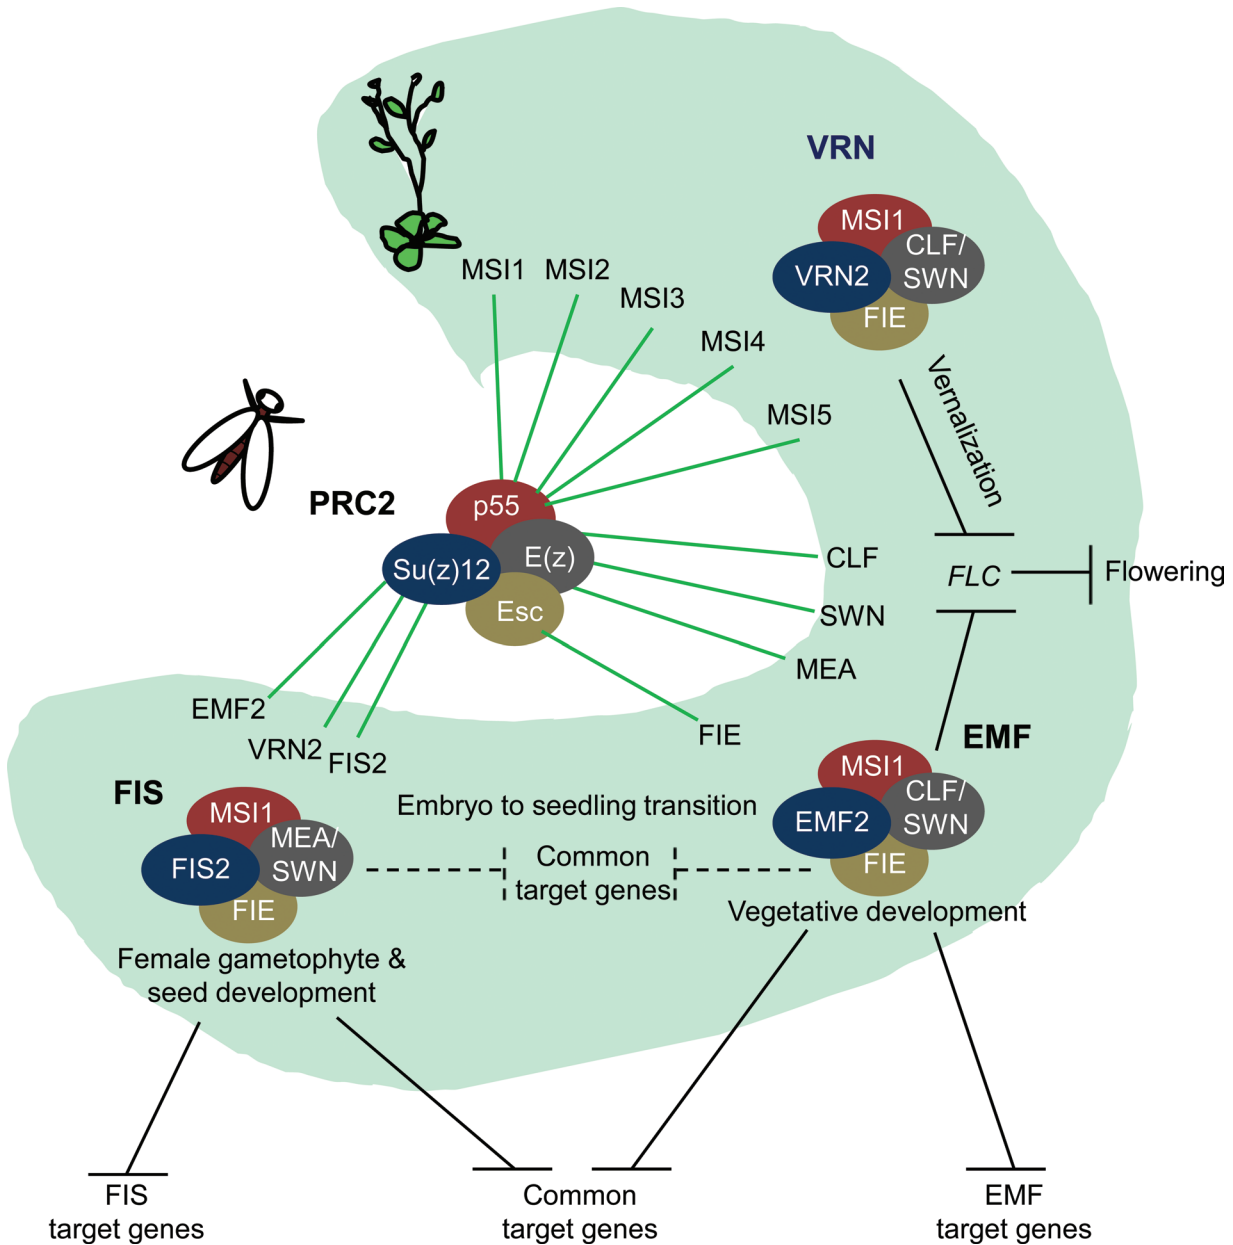 VRN
MSI1
CLF/
SWN
VRN2
FIE
MSI1
MSI2
MSI3
MSI4
MSI5
Vernalization
PRC2
p55
E(z)
Su(z)12
Esc
CLF
SWN
MEA
FIE
FLC
Flowering
EMF2
VRN2
FIS2
EMF
MSI1
CLF/
SWN
EMF2
FIE
Vegetative development
FIS
MSI1
MEA/
SWN
FIS2
FIE
Female gametophyte &
seed development
Embryo to seedling transition
Common
target genes
FIS
target genes
Common
target genes
EMF
target genes